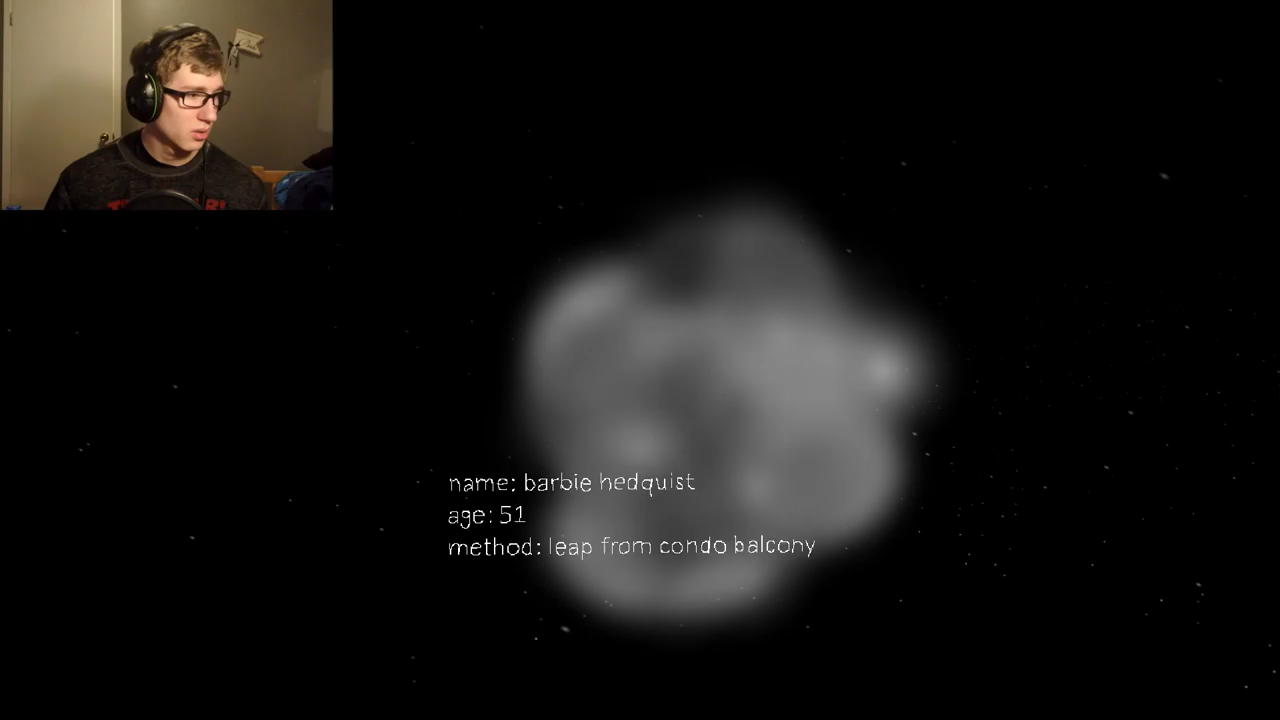 name: barbie hedquist
age: 51
method: leap from condo balcony